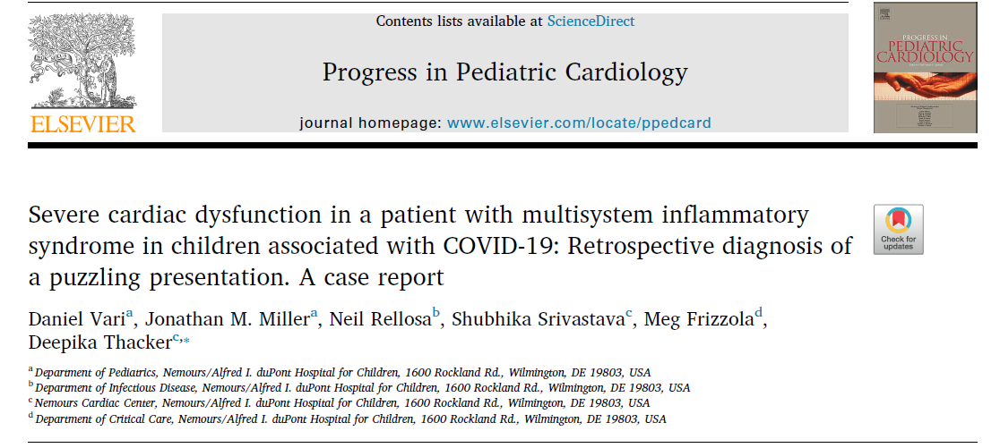 Contents lists available at ScienceDirect
Progress in Pediatric Cardiology
journal homepage: www.elsevier.com/locate/ppedcard
ELSEVIER
PROGRESS IN
PEDIATRIC
CARDIOLOGY
Severe cardiac dysfunction in a patient with multisystem inflammatory
syndrome in children associated with COVID-19: Retrospective diagnosis of
a puzzling presentation. A case report
Check for
updates
Daniel Variᵃ, Jonathan M. Millerᵃ, Neil Rellosaᵇ, Shubhika Srivastavaᶜ, Meg Frizzolaᵈ,
Deepika Thackerᶜ,*
ᵃ Department of Pediatrics, Nemours/Alfred I. duPont Hospital for Children, 1600 Rockland Rd., Wilmington, DE 19803, USA
ᵇ Department of Infectious Disease, Nemours/Alfred I. duPont Hospital for Children, 1600 Rockland Rd., Wilmington, DE 19803, USA
ᶜ Nemours Cardiac Center, Nemours/Alfred I. duPont Hospital for Children, 1600 Rockland Rd., Wilmington, DE 19803, USA
ᵈ Department of Critical Care, Nemours/Alfred I. duPont Hospital for Children, 1600 Rockland Rd., Wilmington, DE 19803, USA